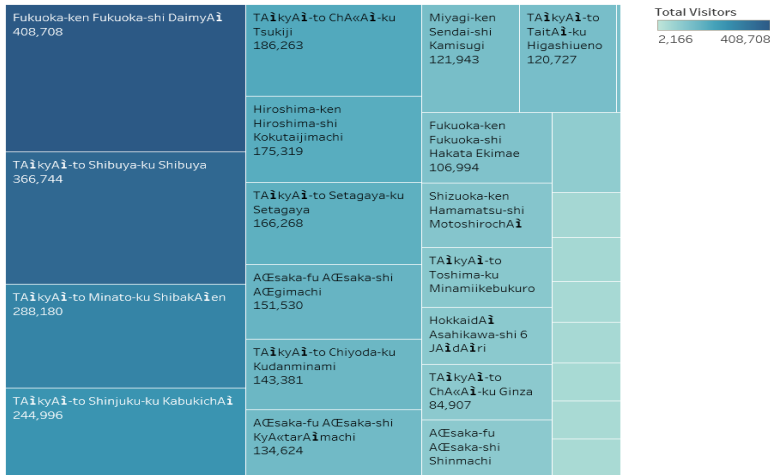 Fukuoka-ken Fukuoka-shi DaimyAì
408,708
TAìkyAì-to Shibuya-ku Shibuya
366,744
TAìkyAì-to Minato-ku ShibakAìen
288,180
TAìkyAì-to Shinjuku-ku KabukichAì
244,996
TAìkyAì-to ChA«Aì-ku
Tsukiji
186,263
Hiroshima-ken
Hiroshima-shi
Kokutaijimachi
175,319
TAìkyAì-to Setagaya-ku
Setagaya
166,268
AŒsaka-fu AŒsaka-shi
AŒgimachi
151,530
TAìkyAì-to Chiyoda-ku
Kudanminami
143,381
AŒsaka-fu AŒsaka-shi
KyA«tarAìmachi
134,624
Miyagi-ken
Sendai-shi
Kamisugi
121,943
TAìkyAì-to
TaitAì-ku
Higashiueno
120,727
Fukuoka-ken
Fukuoka-shi
Hakata Ekimae
106,994
Shizuoka-ken
Hamamatsu-shi
MotoshirochAì
TAìkyAì-to
Toshima-ku
Minamiikebukuro
HokkaidAì
Asahikawa-shi 6
JAìdAìri
TAìkyAì-to
ChA«Aì-ku Ginza
84,907
AŒsaka-fu
AŒsaka-shi
Shinmachi
Total Visitors
2,166 408,708